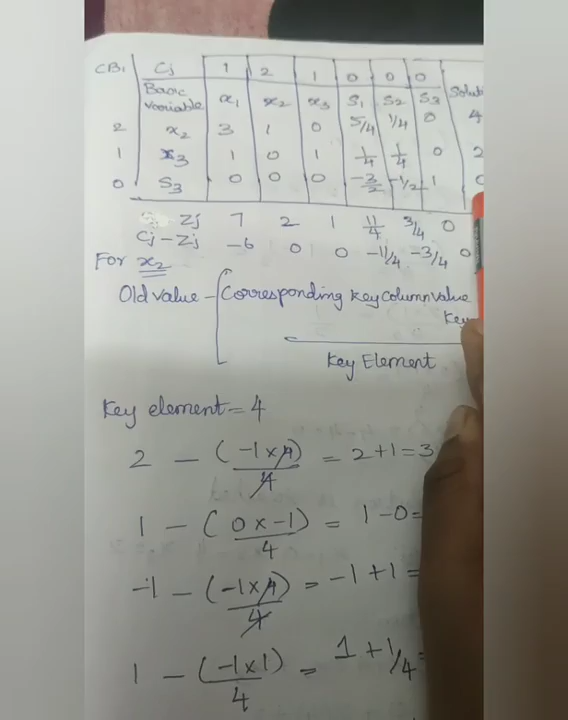 CBi Cj 1 2 1 0 0 0
Basic Variable x₁ x₂ x₃ S₁ S₂ S₃ Soluti
2 x₂ 3 1 0 5/4 1/4 0 4
1 x₃ 1 0 1 1/4 1/4 0 2
0 S₃ 0 0 0 -3/2 -1/2 1
Zj 7 2 1 11/4 3/4 0
Cj-Zj -6 0 0 -11/4 -3/4 0
For x₂
Old value - [Corresponding key column value
Key
Key Element
Key element = 4
2 - (-1×4)/4 = 2+1 = 3
1 - (0×-1)/4 = 1-0=
-1 - (-1×4)/4 = -1+1 =
1 - (-1×1)/4 = 1+1/4=